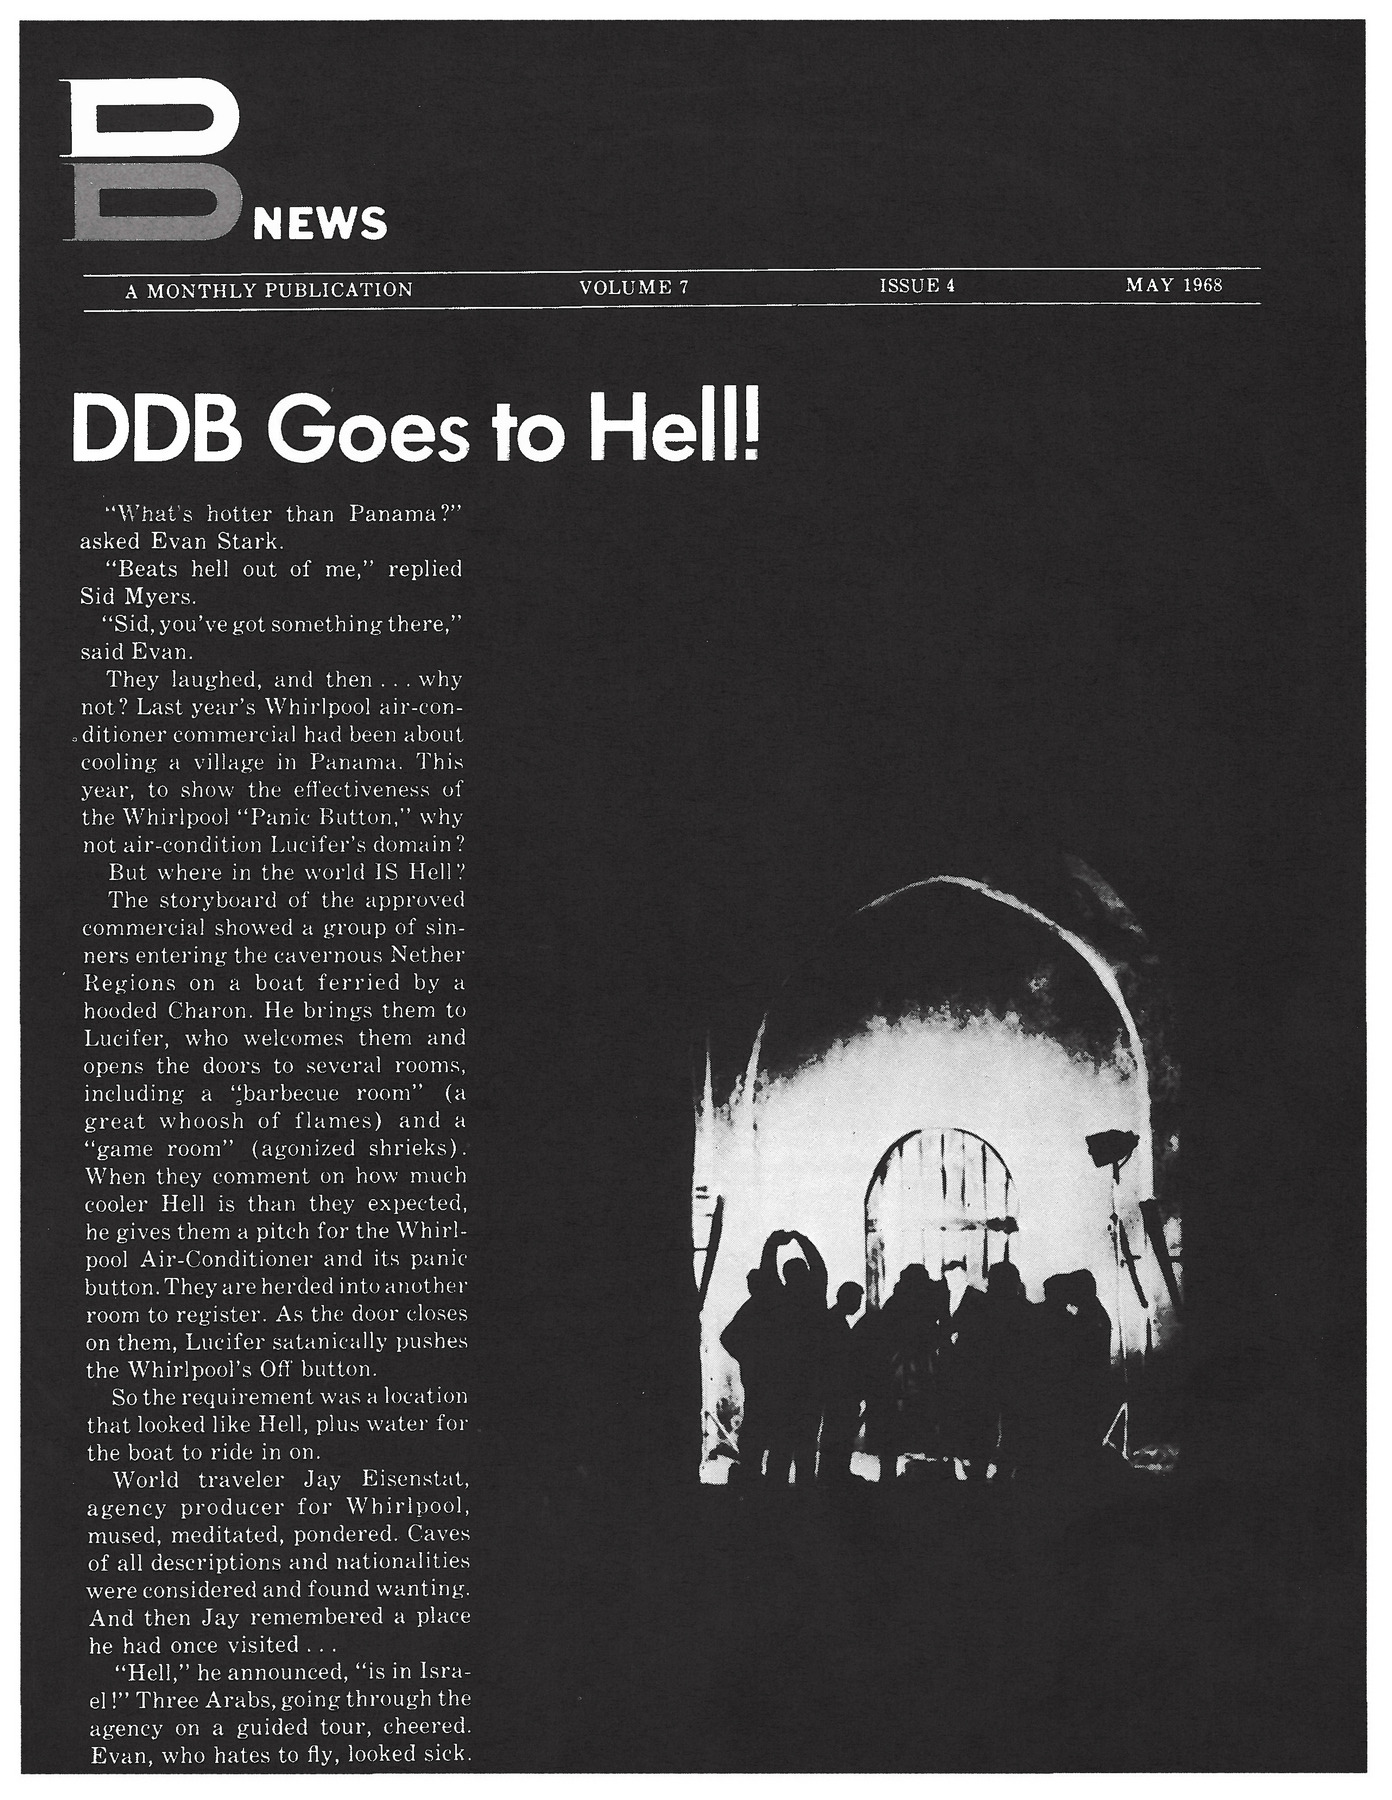 DDB NEWS
A MONTHLY PUBLICATION VOLUME 7 ISSUE 4 MAY 1968
DDB Goes to Hell!
"What's hotter than Panama?"
asked Evan Stark.
"Beats hell out of me," replied
Sid Myers.
"Sid, you've got something there,"
said Evan.
They laughed, and then . . . why
not? Last year's Whirlpool air-con-
ditioner commercial had been about
cooling a village in Panama. This
year, to show the effectiveness of
the Whirlpool "Panic Button," why
not air-condition Lucifer's domain?
But where in the world IS Hell?
The storyboard of the approved
commercial showed a group of sin-
ners entering the cavernous Nether
Regions on a boat ferried by a
hooded Charon. He brings them to
Lucifer, who welcomes them and
opens the doors to several rooms,
including a "barbecue room" (a
great whoosh of flames) and a
"game room" (agonized shrieks).
When they comment on how much
cooler Hell is than they expected,
he gives them a pitch for the Whirl-
pool Air-Conditioner and its panic
button. They are herded into another
room to register. As the door closes
on them, Lucifer satanically pushes
the Whirlpool's Off button.
So the requirement was a location
that looked like Hell, plus water for
the boat to ride in on.
World traveler Jay Eisenstat,
agency producer for Whirlpool,
mused, meditated, pondered. Caves
of all descriptions and nationalities
were considered and found wanting.
And then Jay remembered a place
he had once visited . . .
"Hell," he announced, "is in Isra-
el!" Three Arabs, going through the
agency on a guided tour, cheered.
Evan, who hates to fly, looked sick.